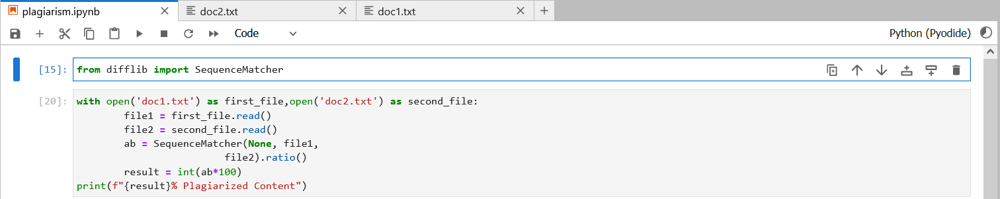 plagiarism.ipynb doc2.txt doc1.txt
Code Python (Pyodide)
[15]: from difflib import SequenceMatcher
[20]: with open('doc1.txt') as first_file,open('doc2.txt') as second_file:
        file1 = first_file.read()
        file2 = second_file.read()
        ab = SequenceMatcher(None, file1,
                         file2).ratio()
        result = int(ab*100)
print(f"{result}% Plagiarized Content")